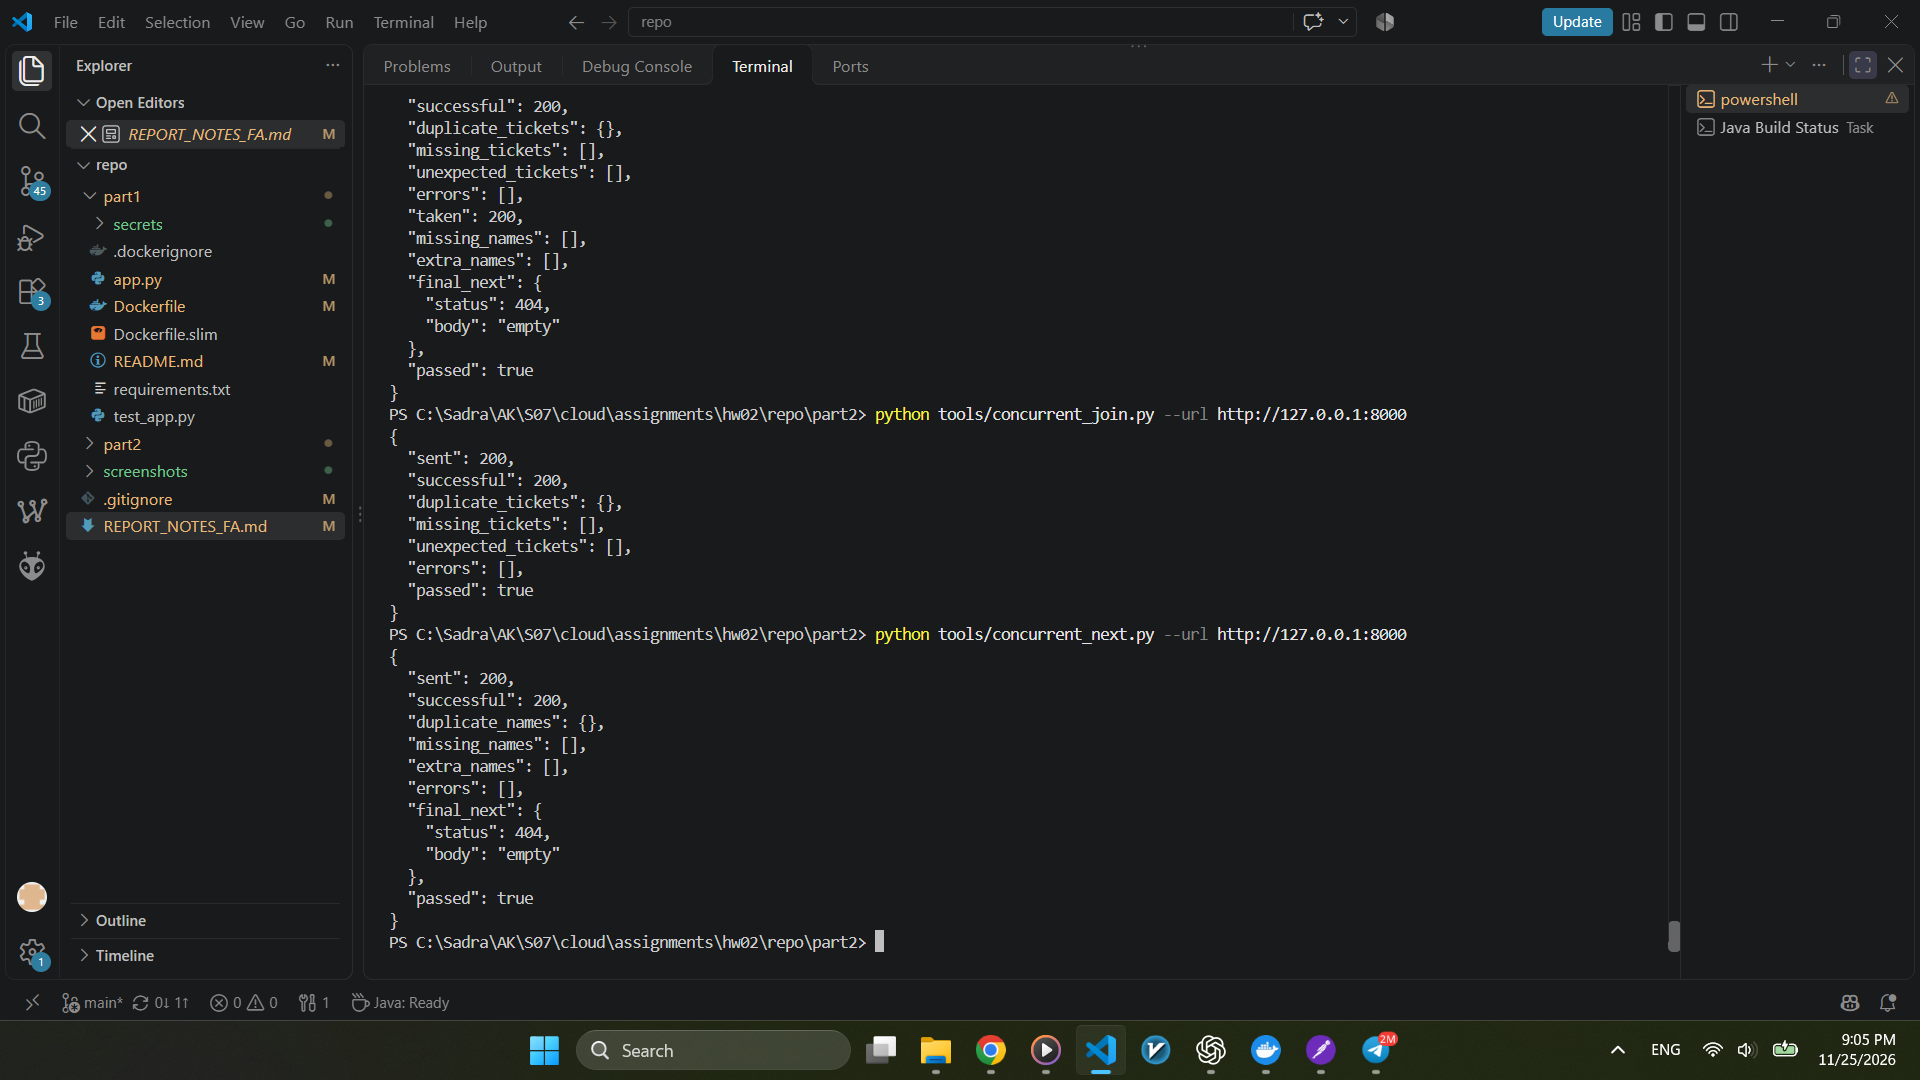 File Edit Selection View Go Run Terminal Help
repo
Update
Explorer
Open Editors
REPORT_NOTES_FA.md M
repo
part1
secrets
.dockerignore
app.py M
Dockerfile M
Dockerfile.slim
README.md M
requirements.txt
test_app.py
part2
screenshots
.gitignore M
REPORT_NOTES_FA.md M
Outline
Timeline
45
3
1
Problems Output Debug Console Terminal Ports
"successful": 200,
"duplicate_tickets": {},
"missing_tickets": [],
"unexpected_tickets": [],
"errors": [],
"taken": 200,
"missing_names": [],
"extra_names": [],
"final_next": {
"status": 404,
"body": "empty"
},
"passed": true
}
PS C:\Sadra\AK\S07\cloud\assignments\hw02\repo\part2> python tools/concurrent_join.py --url http://127.0.0.1:8000
{
"sent": 200,
"successful": 200,
"duplicate_tickets": {},
"missing_tickets": [],
"unexpected_tickets": [],
"errors": [],
"passed": true
}
PS C:\Sadra\AK\S07\cloud\assignments\hw02\repo\part2> python tools/concurrent_next.py --url http://127.0.0.1:8000
{
"sent": 200,
"successful": 200,
"duplicate_names": {},
"missing_names": [],
"extra_names": [],
"errors": [],
"final_next": {
"status": 404,
"body": "empty"
},
"passed": true
}
PS C:\Sadra\AK\S07\cloud\assignments\hw02\repo\part2>
powershell
Java Build Status Task
main* 0↓ 1↑ 0 0 1 Java: Ready
Search
2M
ENG
9:05 PM
11/25/2026